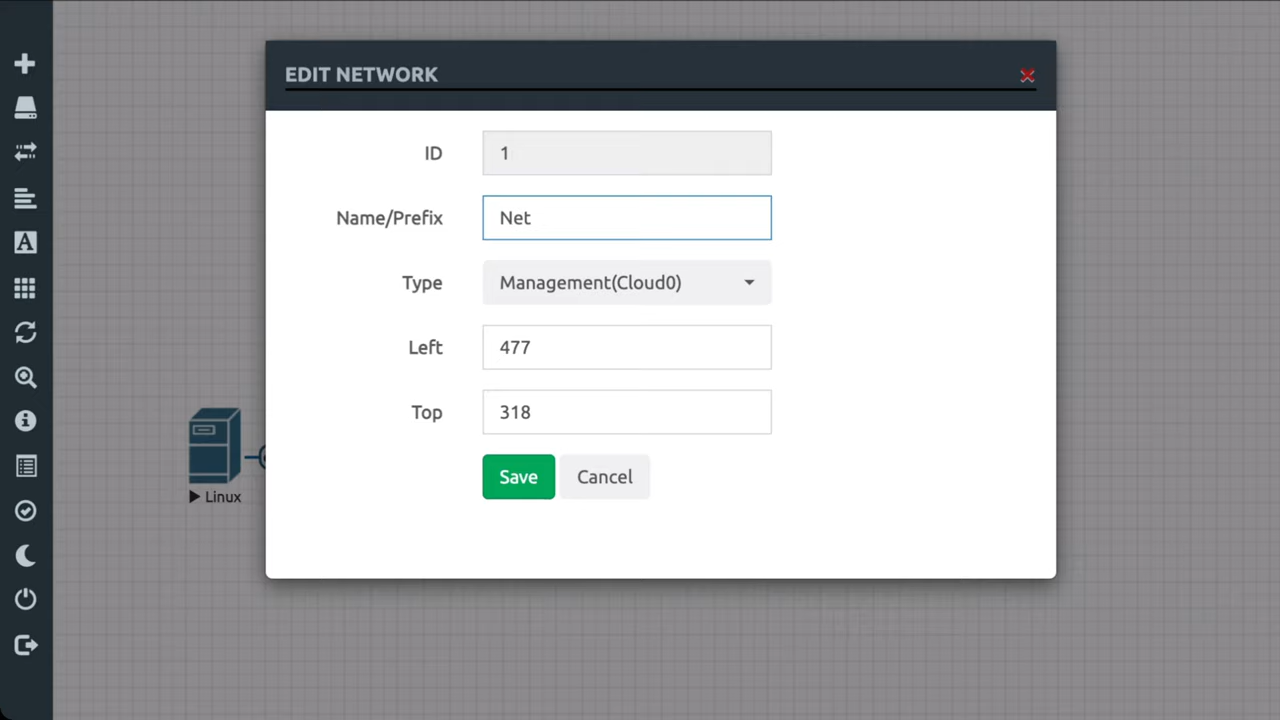 EDIT NETWORK
ID
1
Name/Prefix
Net
Type
Management(Cloud0)
Left
477
Top
318
Save
Cancel
Linux